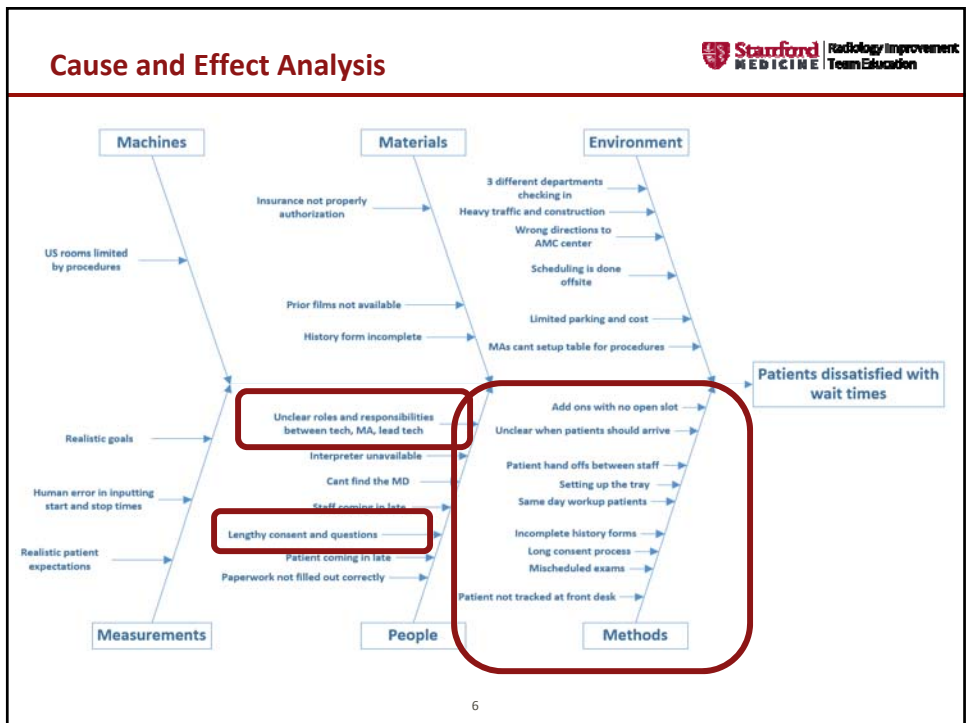 Cause and Effect Analysis
Stanford
MEDICINE
Radiology Improvement
Team Education
Machines
Materials
Environment
US rooms limited
by procedures
Insurance not properly
authorization
Prior films not available
History form incomplete
3 different departments
checking in
Heavy traffic and construction
Wrong directions to
AMC center
Scheduling is done
offsite
Limited parking and cost
MAs cant setup table for procedures
Patients dissatisfied with
wait times
Realistic goals
Human error in inputting
start and stop times
Realistic patient
expectations
Unclear roles and responsibilities
between tech, MA, lead tech
Interpreter unavailable
Cant find the MD
Staff coming in late
Lengthy consent and questions
Patient coming in late
Paperwork not filled out correctly
Add ons with no open slot
Unclear when patients should arrive
Patient hand offs between staff
Setting up the tray
Same day workup patients
Incomplete history forms
Long consent process
Mischeduled exams
Patient not tracked at front desk
Measurements
People
Methods
6